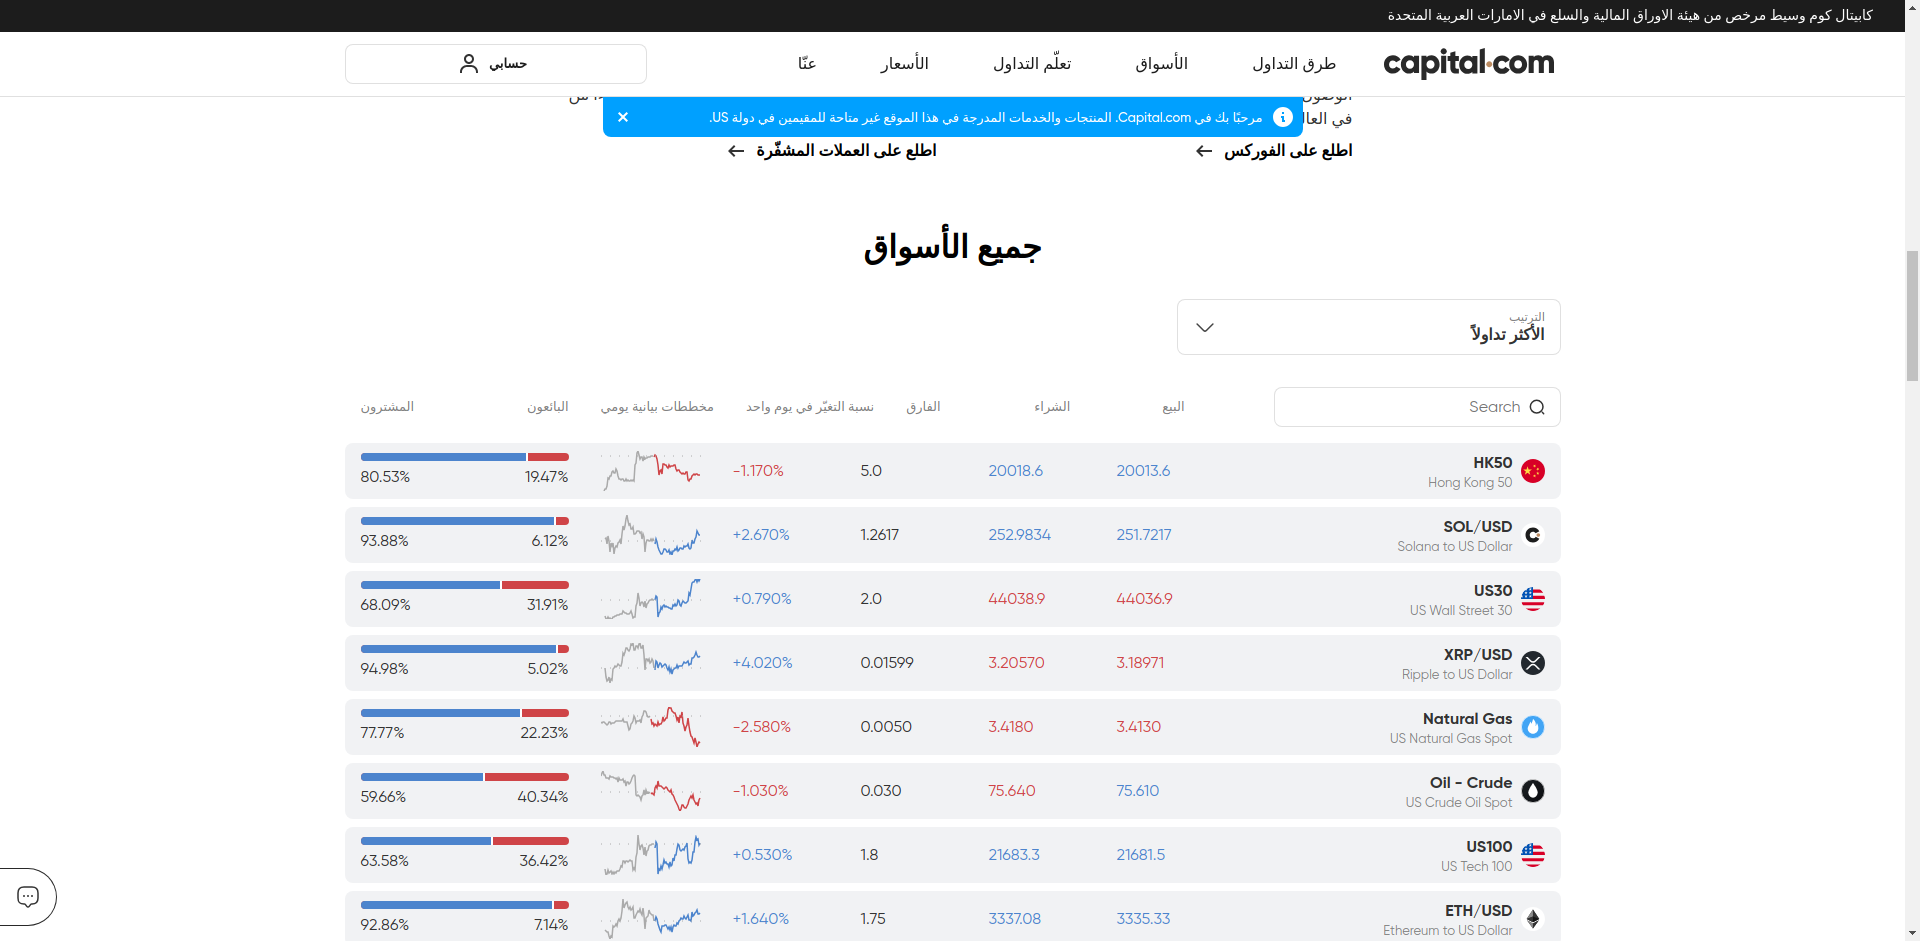 كابيتال كوم وسيط مرخص من هيئة الاوراق المالية والسلع في الامارات العربية المتحدة
capital.com
طرق التداول
الأسواق
تعلّم التداول
الأسعار
عنّا
حسابي
مرحبًا بك في Capital.com. المنتجات والخدمات المدرجة في هذا الموقع غير متاحة للمقيمين في دولة US.
اطلع على الفوركس
اطلع على العملات المشفّرة
جميع الأسواق
الترتيب
الأكثر تداولاً
Search
البيع
الشراء
الفارق
نسبة التغيّر في يوم واحد
مخططات بيانية يومي
البائعون
المشترون
HK50
Hong Kong 50
20013.6
20018.6
5.0
-1.170%
19.47%
80.53%
SOL/USD
Solana to US Dollar
251.7217
252.9834
1.2617
+2.670%
6.12%
93.88%
US30
US Wall Street 30
44036.9
44038.9
2.0
+0.790%
31.91%
68.09%
XRP/USD
Ripple to US Dollar
3.18971
3.20570
0.01599
+4.020%
5.02%
94.98%
Natural Gas
US Natural Gas Spot
3.4130
3.4180
0.0050
-2.580%
22.23%
77.77%
Oil - Crude
US Crude Oil Spot
75.610
75.640
0.030
-1.030%
40.34%
59.66%
US100
US Tech 100
21681.5
21683.3
1.8
+0.530%
36.42%
63.58%
ETH/USD
Ethereum to US Dollar
3335.33
3337.08
1.75
+1.640%
7.14%
92.86%